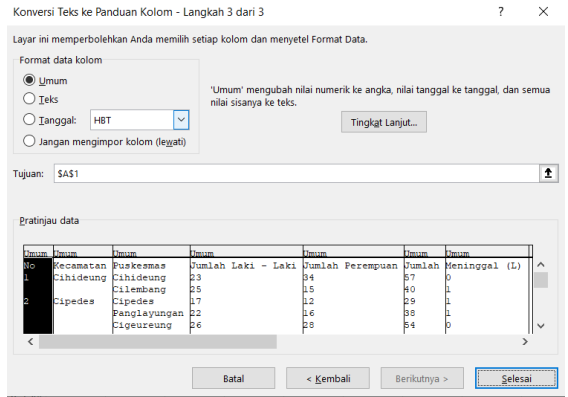 Konversi Teks ke Panduan Kolom - Langkah 3 dari 3 ?
Layar ini memperbolehkan Anda memilih setiap kolom dan menyetel Format Data.
Format data kolom
Umum
Teks
Tanggal: HBT
Jangan mengimpor kolom (lewati)
'Umum' mengubah nilai numerik ke angka, nilai tanggal ke tanggal, dan semua
nilai sisanya ke teks.
Tingkat Lanjut...
Tujuan: $A$1
Pratinjau data
Umum Umum Umum Umum Umum Umum Umum
No Kecamatan Puskesmas Jumlah Laki - Laki Jumlah Perempuan Jumlah Meninggal (L)
1 Cihideung Cihideung 23 34 57 0
Cilembang 25 15 40 1
2 Cipedes Cipedes 17 12 29 1
Panglayungan 22 16 38 1
Cigeureung 26 28 54 0
Batal < Kembali Berikutnya > Selesai